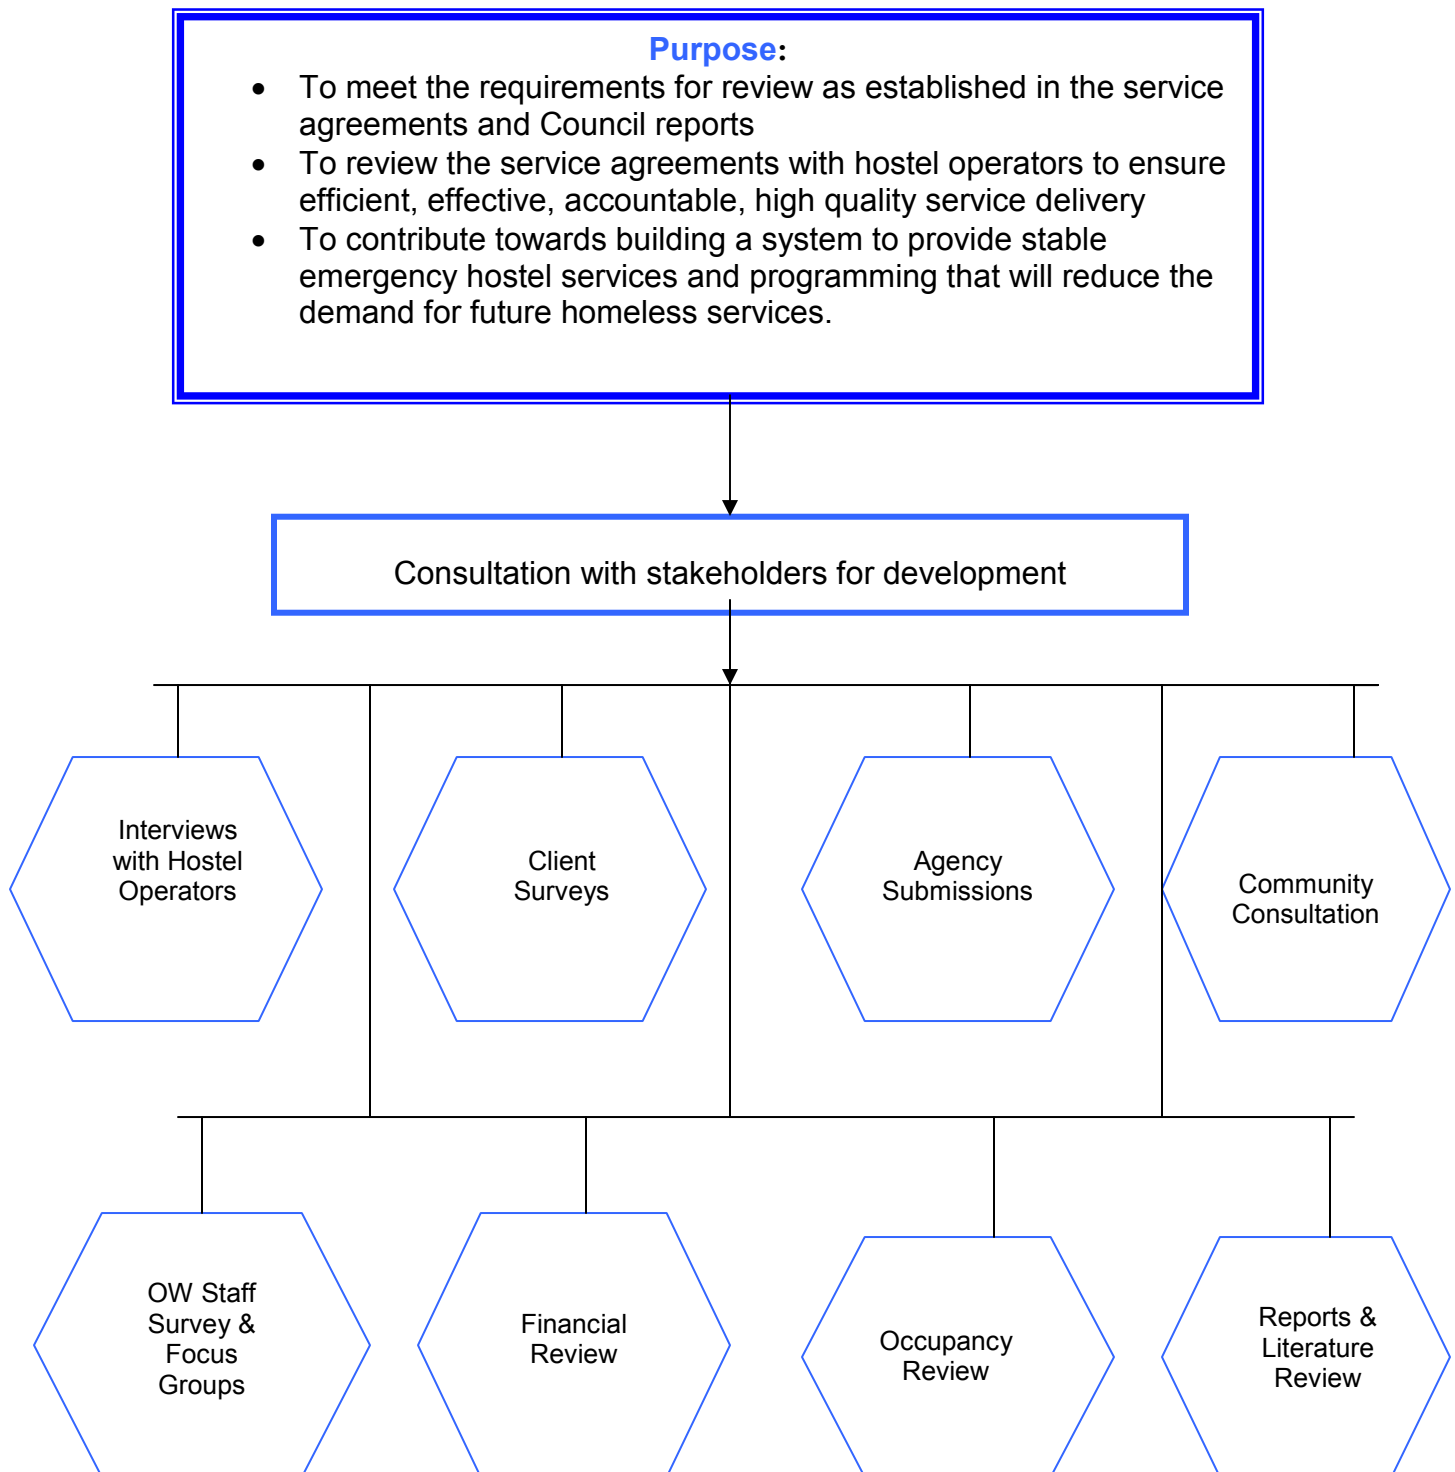 Purpose:
• To meet the requirements for review as established in the service
agreements and Council reports
• To review the service agreements with hostel operators to ensure
efficient, effective, accountable, high quality service delivery
• To contribute towards building a system to provide stable
emergency hostel services and programming that will reduce the
demand for future homeless services.
Consultation with stakeholders for development
Interviews
with Hostel
Operators
Client
Surveys
Agency
Submissions
Community
Consultation
OW Staff
Survey &
Focus
Groups
Financial
Review
Occupancy
Review
Reports &
Literature
Review